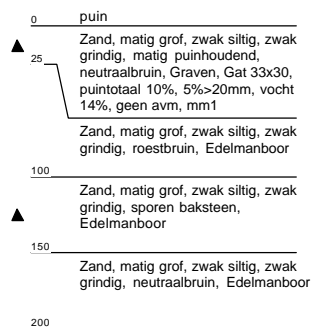 0
puin
Zand, matig grof, zwak siltig, zwak
grindig, matig puinhoudend,
neutraalbruin, Graven, Gat 33x30,
puintotaal 10%, 5%>20mm, vocht
14%, geen avm, mm1
25
Zand, matig grof, zwak siltig, zwak
grindig, roestbruin, Edelmanboor
100
Zand, matig grof, zwak siltig, zwak
grindig, sporen baksteen,
Edelmanboor
150
Zand, matig grof, zwak siltig, zwak
grindig, neutraalbruin, Edelmanboor
200